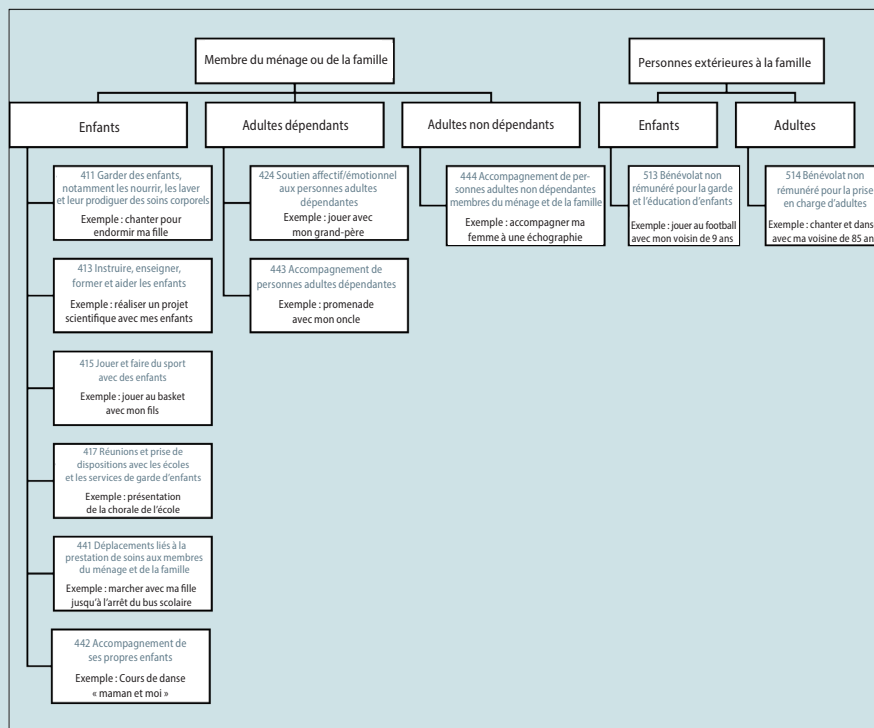 Membre du ménage ou de la famille
Personnes extérieures à la famille
Enfants
Adultes dépendants
Adultes non dépendants
Enfants
Adultes
411 Garder des enfants,
notamment les nourrir, les laver
et leur prodiguer des soins corporels
Exemple : chanter pour
endormir ma fille
413 Instruire, enseigner,
former et aider les enfants
Exemple : réaliser un projet
scientifique avec mes enfants
415 Jouer et faire du sport
avec des enfants
Exemple : jouer au basket
avec mon fils
417 Réunions et prise de
dispositions avec les écoles
et les services de garde d'enfants
Exemple : présentation
de la chorale de l'école
441 Déplacements liés à la
prestation de soins aux membres
du ménage et de la famille
Exemple : marcher avec ma fille
jusqu'à l'arrêt du bus scolaire
442 Accompagnement de
ses propres enfants
Exemple : Cours de danse
« maman et moi »
424 Soutien affectif/émotionnel
aux personnes adultes
dépendantes
Exemple : jouer avec
mon grand-père
443 Accompagnement de
personnes adultes dépendantes
Exemple : promenade
avec mon oncle
444 Accompagnement de per-
sonnes adultes non dépendantes
membres du ménage et de la famille
Exemple : accompagner ma
femme à une échographie
513 Bénévolat non
rémunéré pour la garde
et l'éducation d'enfants
Exemple : jouer au football
avec mon voisin de 9 ans
514 Bénévolat non
rémunéré pour la prise
en charge d'adultes
Exemple : chanter et dans
avec ma voisine de 85 an